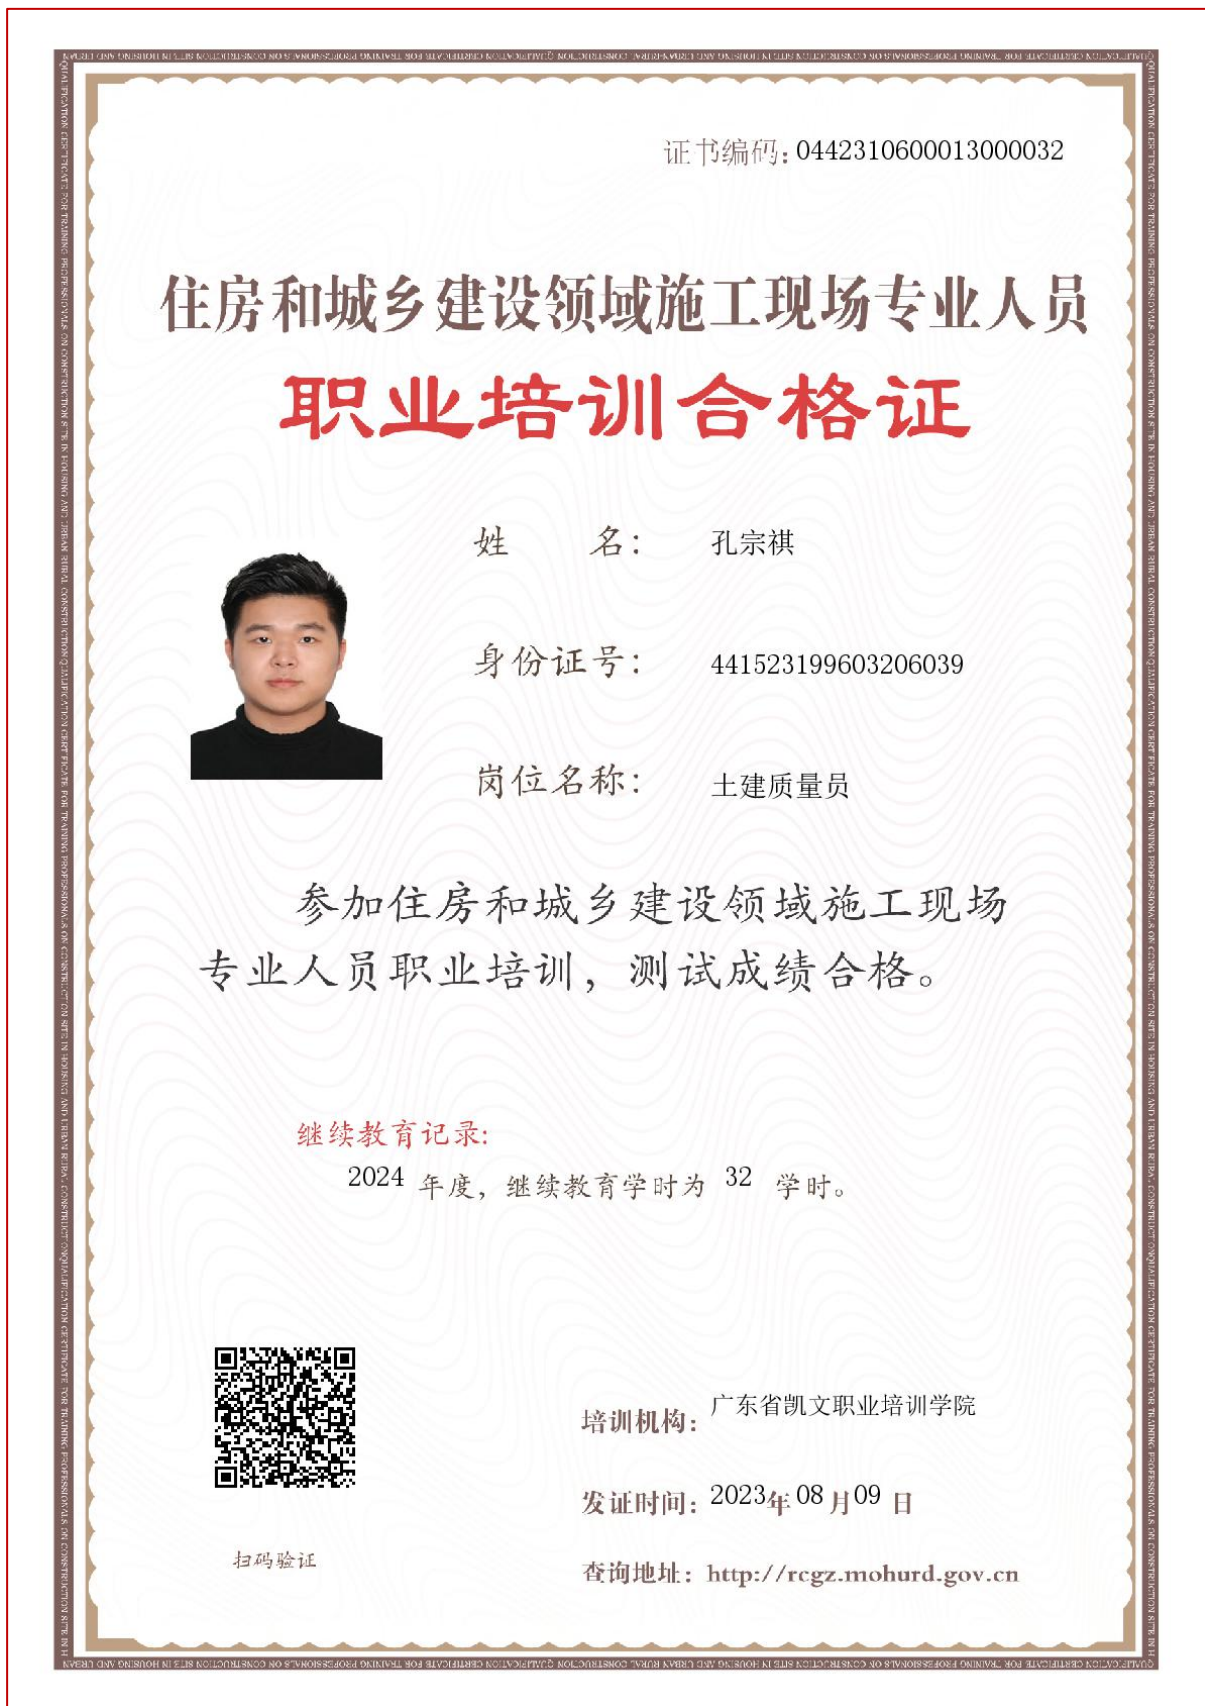 证书编码: 0442310600013000032
住房和城乡建设领域施工现场专业人员
职业培训合格证
姓 名: 孔宗祺
身份证号: 441523199603206039
岗位名称: 土建质量员
参加住房和城乡建设领域施工现场
专业人员职业培训，测试成绩合格。
继续教育记录:
2024 年度，继续教育学时为 32 学时。
培训机构: 广东省凯文职业培训学院
发证时间: 2023年 08 月 09 日
扫码验证
查询地址: http://rcgz.mohurd.gov.cn